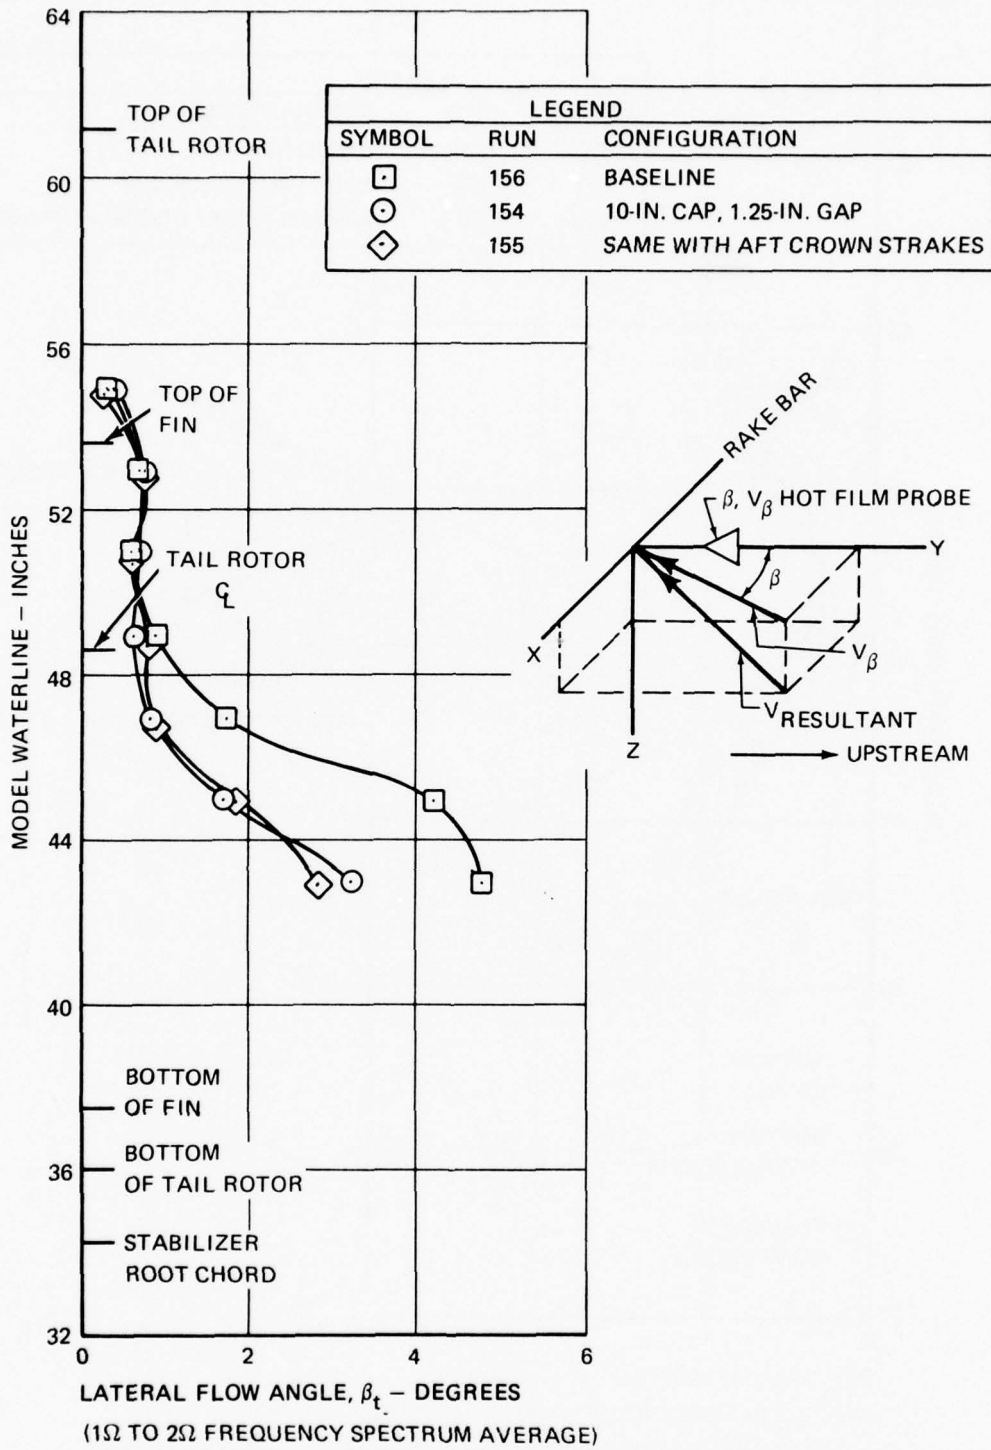 64
TOP OF
TAIL ROTOR
LEGEND
SYMBOL RUN CONFIGURATION
156 BASELINE
154 10-IN. CAP, 1.25-IN. GAP
155 SAME WITH AFT CROWN STRAKES
60
56
TOP OF
FIN
RAKE BAR
β, Vβ HOT FILM PROBE
Y
β
52
TAIL ROTOR
℄
X
Vβ
48
VRESULTANT
Z
UPSTREAM
MODEL WATERLINE – INCHES
44
40
BOTTOM
OF FIN
BOTTOM
36
OF TAIL ROTOR
STABILIZER
ROOT CHORD
32
0 2 4 6
LATERAL FLOW ANGLE, βt – DEGREES
(1Ω TO 2Ω FREQUENCY SPECTRUM AVERAGE)